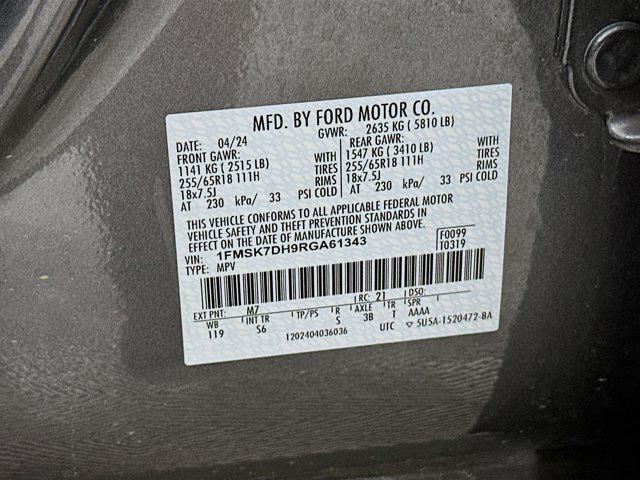 MFD. BY FORD MOTOR CO.
DATE: 04/24 GVWR: 2635 KG ( 5810 LB)
FRONT GAWR: REAR GAWR:
1141 KG ( 2515 LB) WITH 1547 KG ( 3410 LB) WITH
255/65R18 111H TIRES 255/65R18 111H TIRES
18x7.5J RIMS 18x7.5J RIMS
AT 230 kPa/ 33 PSI COLD AT 230 kPa/ 33 PSI COLD
THIS VEHICLE CONFORMS TO ALL APPLICABLE FEDERAL MOTOR
VEHICLE SAFETY AND THEFT PREVENTION STANDARDS IN
EFFECT ON THE DATE OF MANUFACTURE SHOWN ABOVE.
VIN: 1FMSK7DH9RGA61343 F0099
TYPE: MPV T0319
EXT PNT: M7 RC: 21 DSO:
WB INT TR TP/PS R AXLE TR SPR
119 S6 S 3B T AAAA
1202404036036 UTC ▽ 5U5A-1520472-BA